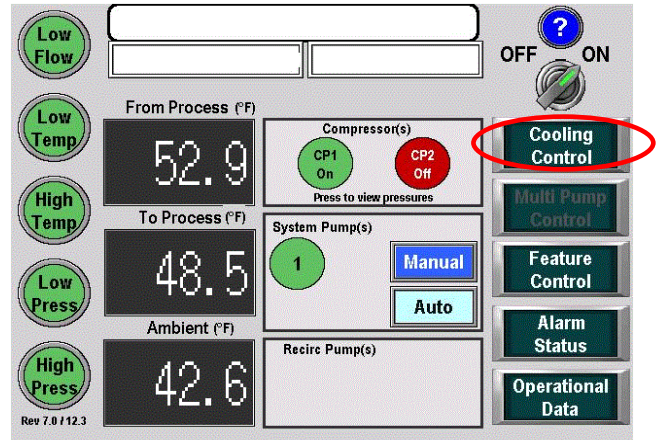 Low
Flow
?
OFF
ON
Low
Temp
From Process (°F)
52.9
Compressor(s)
CP1
On
CP2
Off
Press to view pressures
Cooling
Control
High
Temp
To Process (°F)
48.5
System Pump(s)
1
Manual
Auto
Multi Pump
Control
Feature
Control
Low
Press
Ambient (°F)
42.6
Recirc Pump(s)
Alarm
Status
High
Press
Operational
Data
Rev 7.0 / 12.3